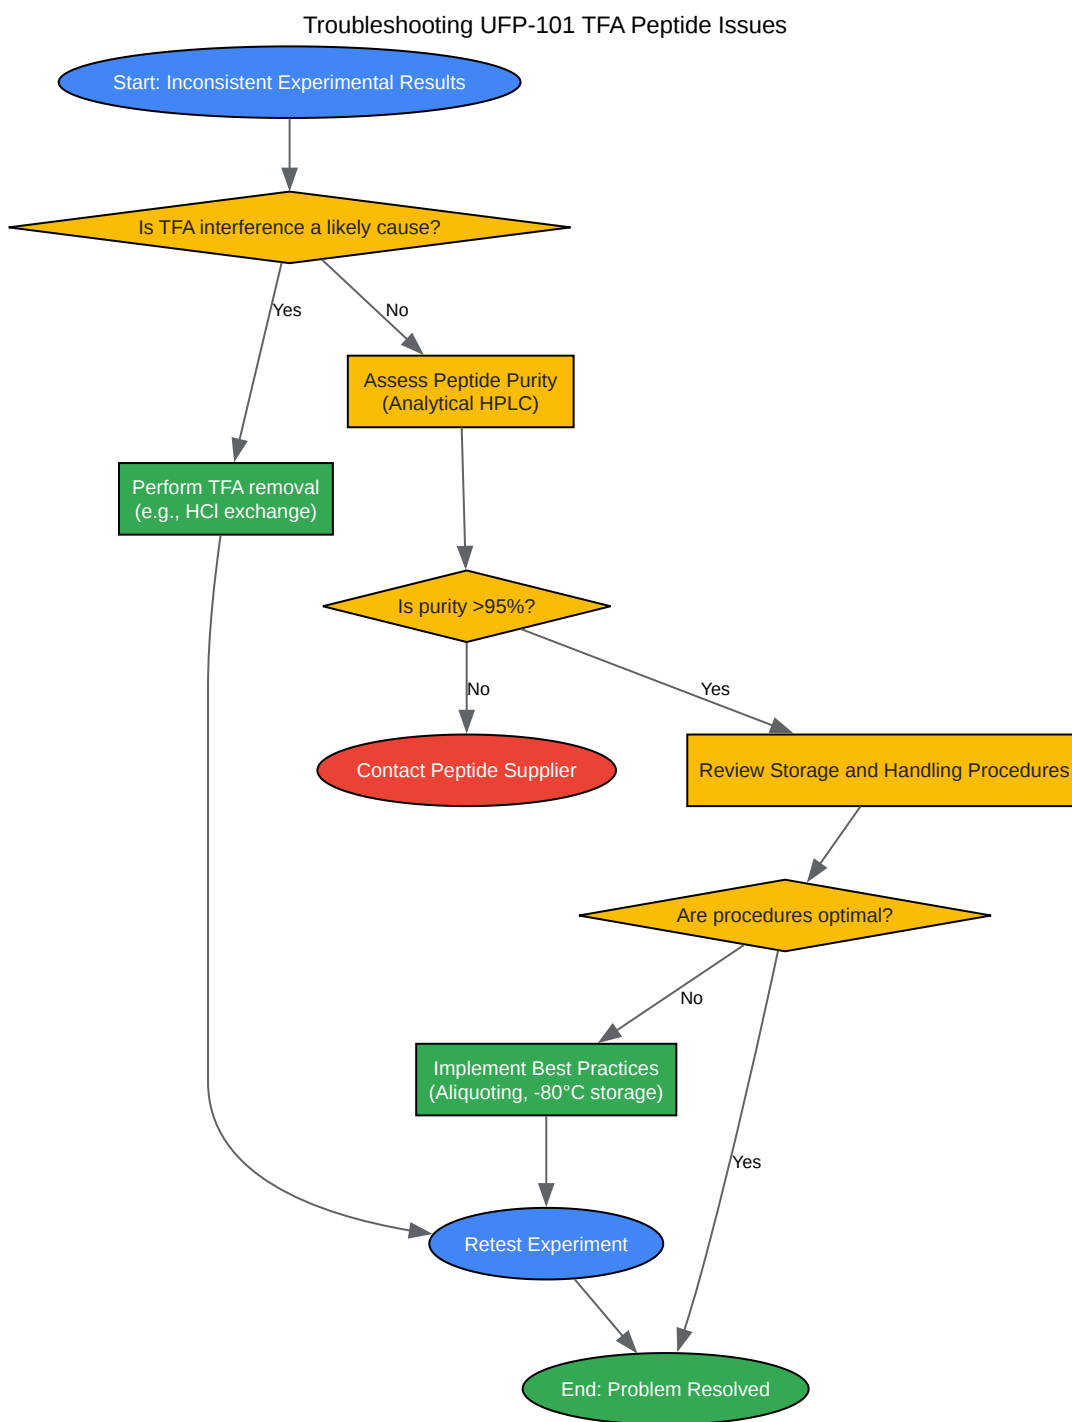 Troubleshooting UFP-101 TFA Peptide Issues
Start: Inconsistent Experimental Results
Is TFA interference a likely cause?
Yes
No
Assess Peptide Purity
(Analytical HPLC)
Perform TFA removal
(e.g., HCl exchange)
Is purity >95%?
No
Yes
Contact Peptide Supplier
Review Storage and Handling Procedures
Are procedures optimal?
No
Implement Best Practices
(Aliquoting, -80°C storage)
Yes
Retest Experiment
End: Problem Resolved